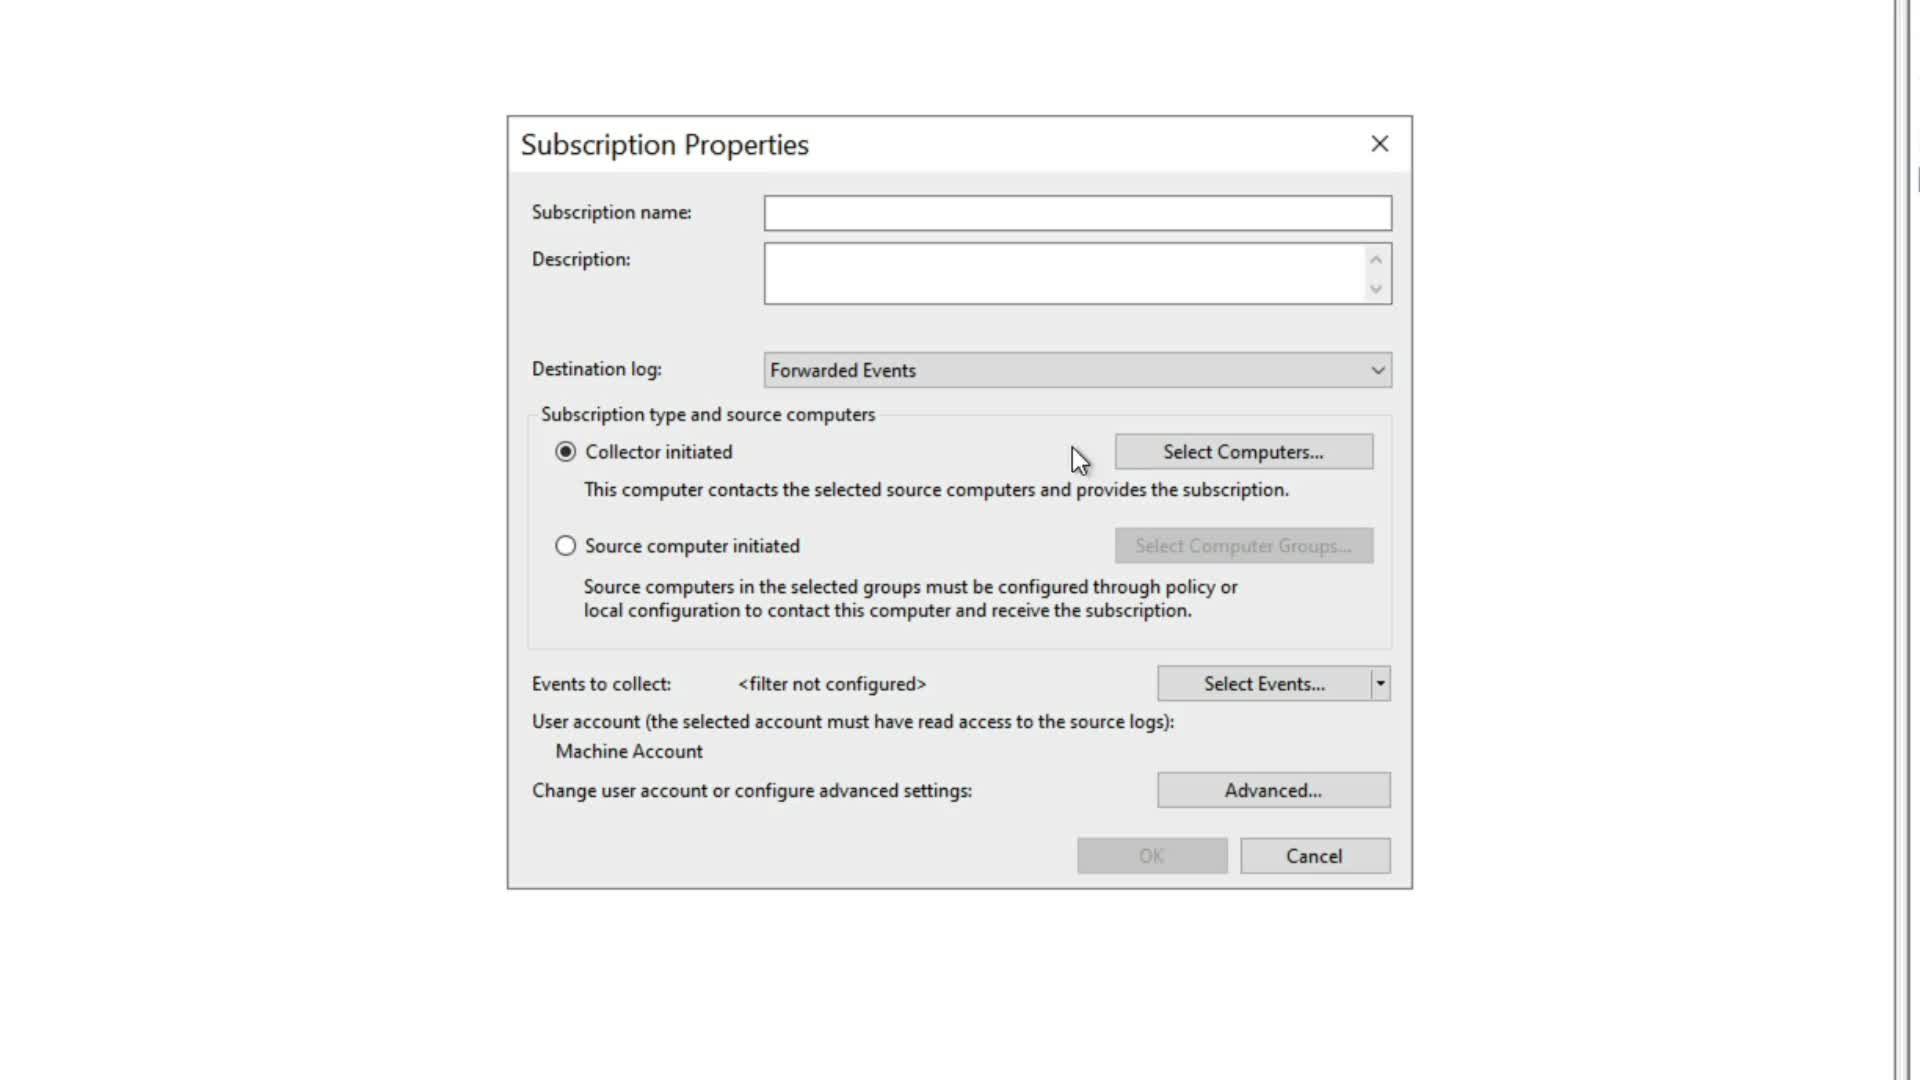 Subscription Properties
Subscription name:
Description:
Destination log:
Forwarded Events
Subscription type and source computers
Collector initiated
Select Computers...
This computer contacts the selected source computers and provides the subscription.
Source computer initiated
Select Computer Groups...
Source computers in the selected groups must be configured through policy or
local configuration to contact this computer and receive the subscription.
Events to collect:
<filter not configured>
Select Events...
User account (the selected account must have read access to the source logs):
Machine Account
Change user account or configure advanced settings:
Advanced...
OK
Cancel